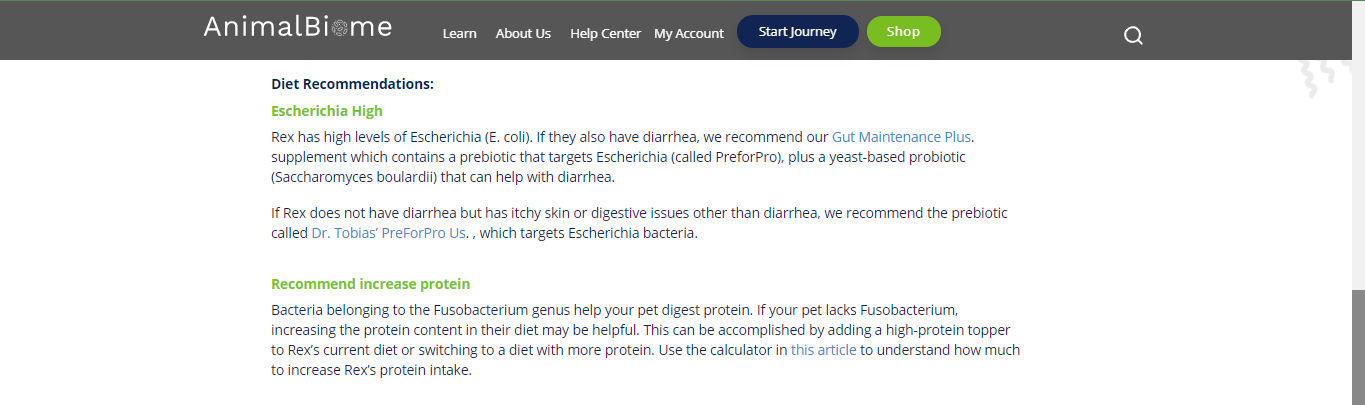 AnimalBiome
Learn About Us Help Center My Account Start Journey Shop
Diet Recommendations:
Escherichia High
Rex has high levels of Escherichia (E. coli). If they also have diarrhea, we recommend our Gut Maintenance Plus.
supplement which contains a prebiotic that targets Escherichia (called PreforPro), plus a yeast-based probiotic
(Saccharomyces boulardii) that can help with diarrhea.
If Rex does not have diarrhea but has itchy skin or digestive issues other than diarrhea, we recommend the prebiotic
called Dr. Tobias’ PreForPro Us. , which targets Escherichia bacteria.
Recommend increase protein
Bacteria belonging to the Fusobacterium genus help your pet digest protein. If your pet lacks Fusobacterium,
increasing the protein content in their diet may be helpful. This can be accomplished by adding a high-protein topper
to Rex’s current diet or switching to a diet with more protein. Use the calculator in this article to understand how much
to increase Rex’s protein intake.